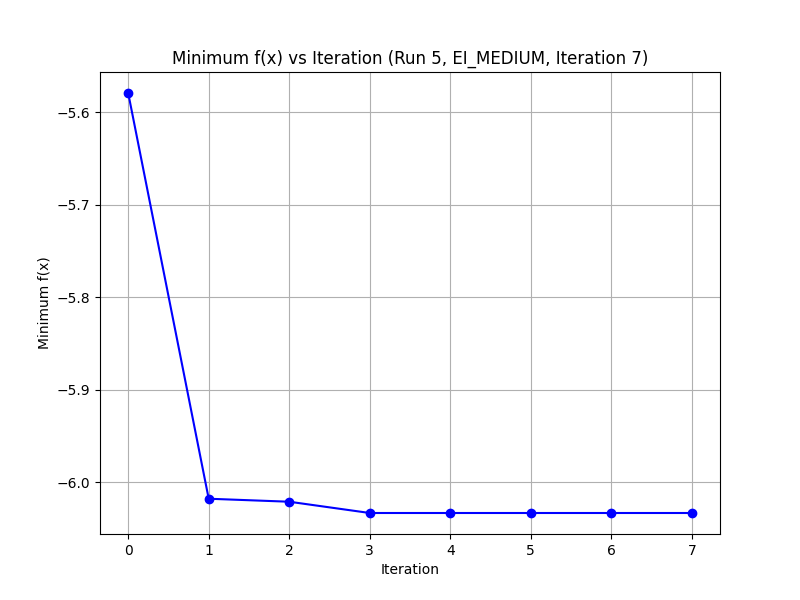 Minimum f(x) vs Iteration (Run 5, EI_MEDIUM, Iteration 7)
Minimum f(x)
−5.6
−5.7
−5.8
−5.9
−6.0
0 1 2 3 4 5 6 7
Iteration